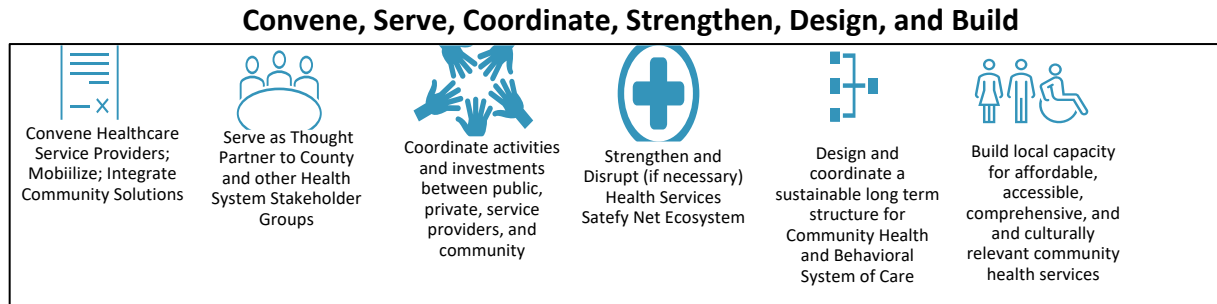 Convene, Serve, Coordinate, Strengthen, Design, and Build
Convene Healthcare
Service Providers;
Mobiilize; Integrate
Community Solutions
Serve as Thought
Partner to County
and other Health
System Stakeholder
Groups
Coordinate activities
and investments
between public,
private, service
providers, and
community
Strengthen and
Disrupt (if necessary)
Health Services
Satefy Net Ecosystem
Design and
coordinate a
sustainable long term
structure for
Community Health
and Behavioral
System of Care
Build local capacity
for affordable,
accessible,
comprehensive, and
and culturally
relevant community
health services